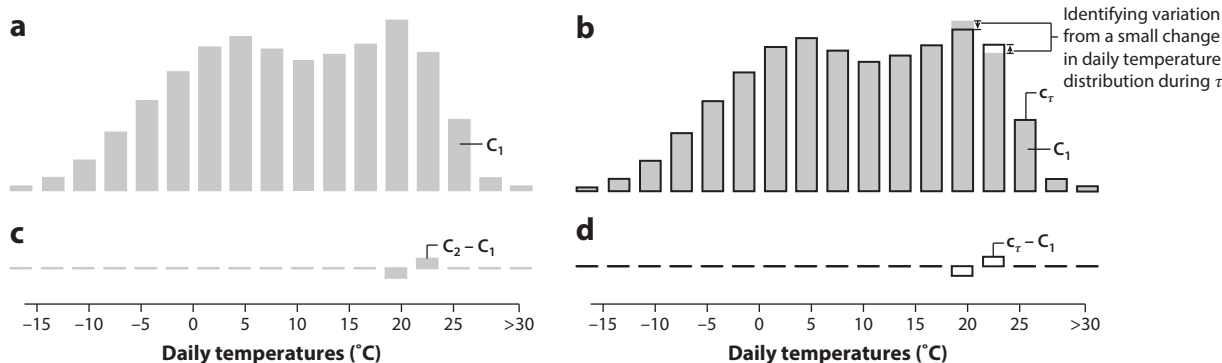 a
C1
b
Identifying variation
from a small change
in daily temperature
distribution during τ
cτ
C1
c
C2 – C1
d
cτ – C1
–15 –10 –5 0 5 10 15 20 25 >30
Daily temperatures (˚C)
–15 –10 –5 0 5 10 15 20 25 >30
Daily temperatures (˚C)